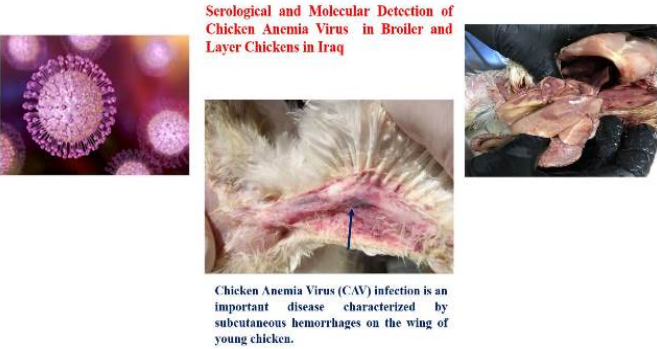 Serological and Molecular Detection of
Chicken Anemia Virus in Broiler and
Layer Chickens in Iraq
Chicken Anemia Virus (CAV) infection is an
important disease characterized by
subcutaneous hemorrhages on the wing of
young chicken.